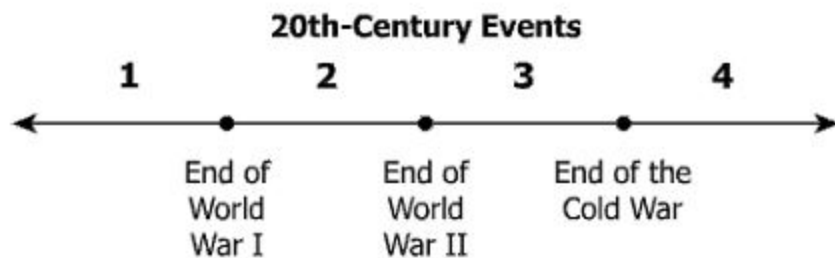 20th-Century Events
1 2 3 4
End of
World
War I
End of
World
War II
End of the
Cold War